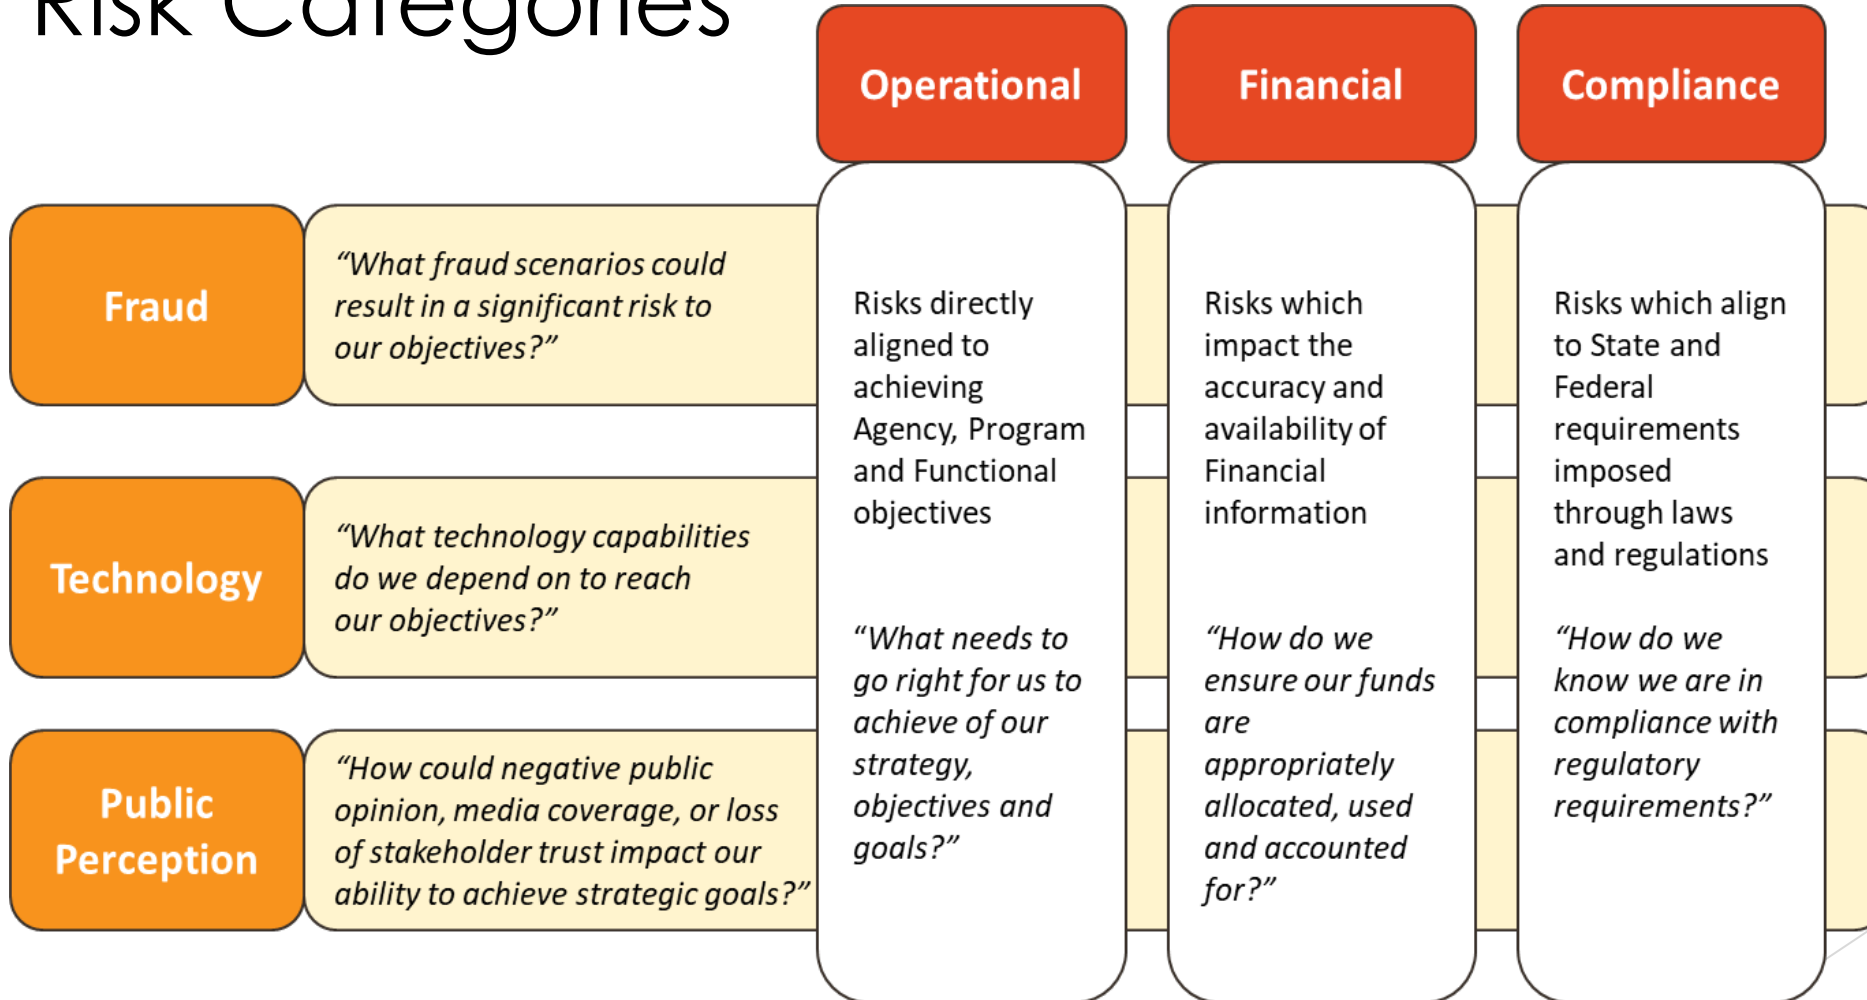 Risk Categories
Operational
Financial
Compliance
Fraud
“What fraud scenarios could
result in a significant risk to
our objectives?”
Technology
“What technology capabilities
do we depend on to reach
our objectives?”
Public
Perception
“How could negative public
opinion, media coverage, or loss
of stakeholder trust impact our
ability to achieve strategic goals?”
Risks directly
aligned to
achieving
Agency, Program
and Functional
objectives
“What needs to
go right for us to
achieve of our
strategy,
objectives and
goals?”
Risks which
impact the
accuracy and
availability of
Financial
information
“How do we
ensure our funds
are
appropriately
allocated, used
and accounted
for?”
Risks which align
to State and
Federal
requirements
imposed
through laws
and regulations
“How do we
know we are in
compliance with
regulatory
requirements?”